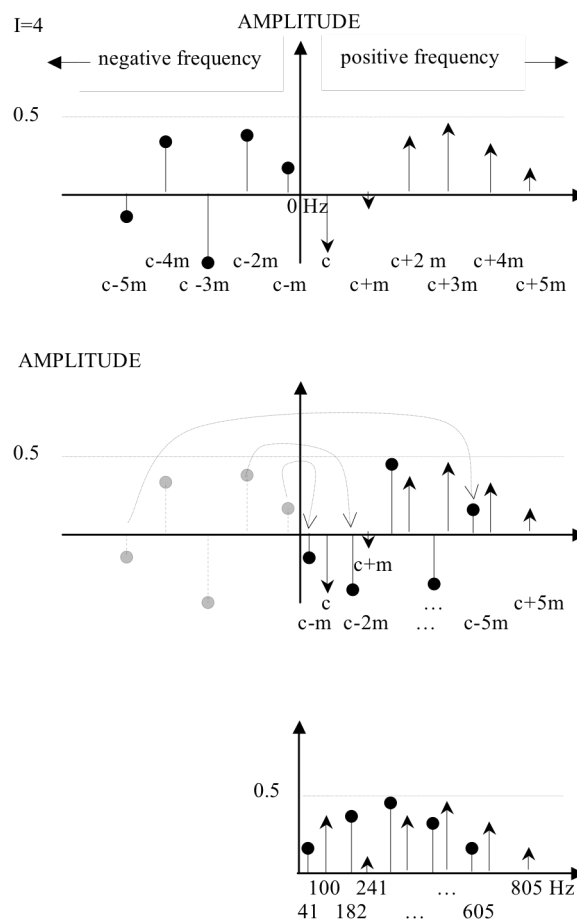 I=4
AMPLITUDE
negative frequency
positive frequency
0.5
0 Hz
c-4m c-2m c c+2 m c+4m
c-5m c -3m c-m c+m c+3m c+5m
AMPLITUDE
0.5
c+m
c … c+5m
c-m c-2m … c-5m
0.5
100 241 … 805 Hz
41 182 … 605